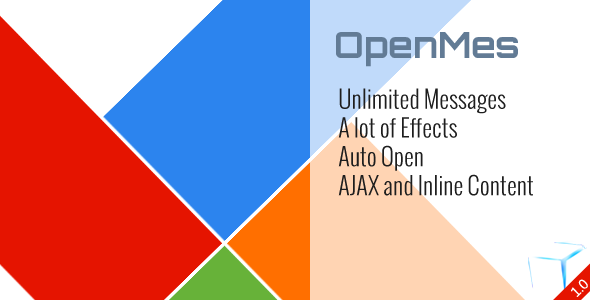 OpenMes
Unlimited Messages
A lot of Effects
Auto Open
AJAX and Inline Content
1.0